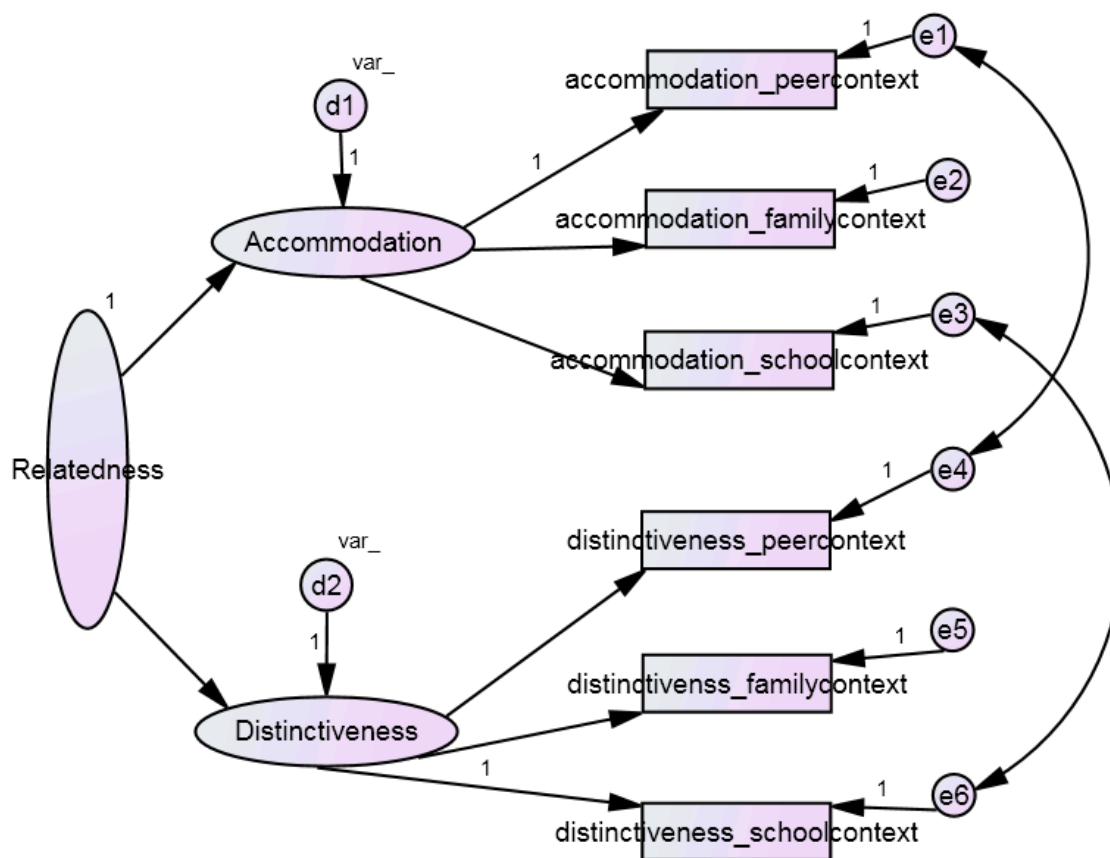 1
e1
var_
accommodation_peercontext
d1
1
1
1
e2
accommodation_familycontext
Accommodation
1
1
e3
accommodation_schoolcontext
Relatedness
1
e4
distinctiveness_peercontext
var_
d2
1
1
e5
distinctivenss_familycontext
Distinctiveness
1
1
e6
distinctiveness_schoolcontext